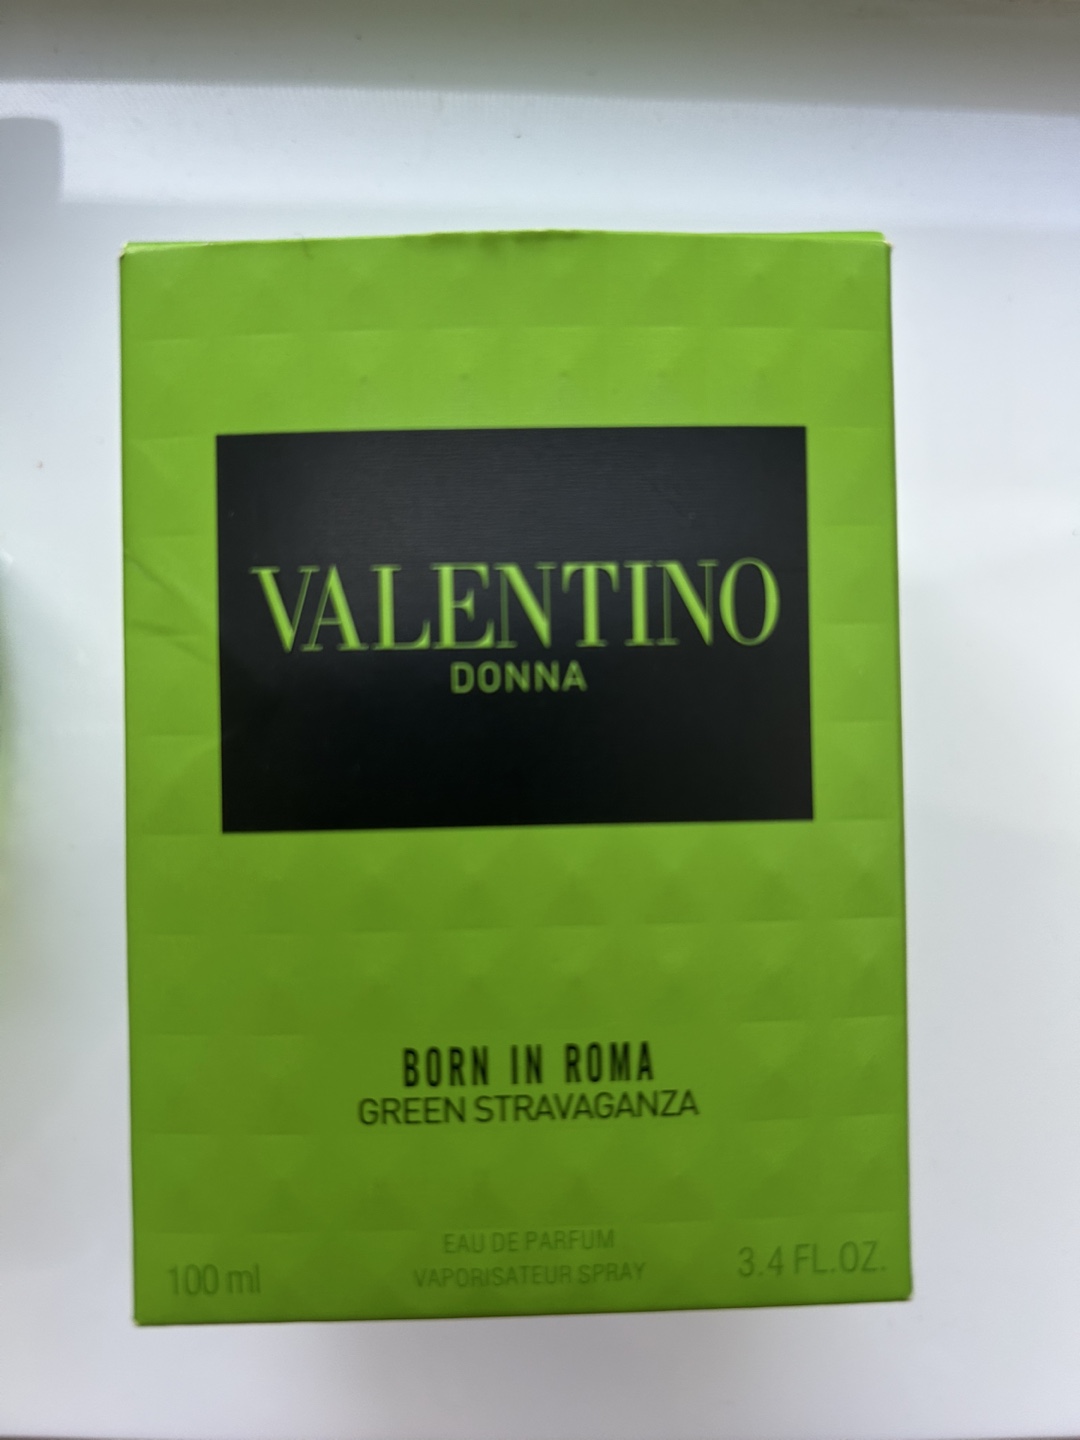 VALENTINO
DONNA
BORN IN ROMA
GREEN STRAVAGANZA
EAU DE PARFUM
VAPORISATEUR SPRAY
100 ml
3.4 FL.OZ.